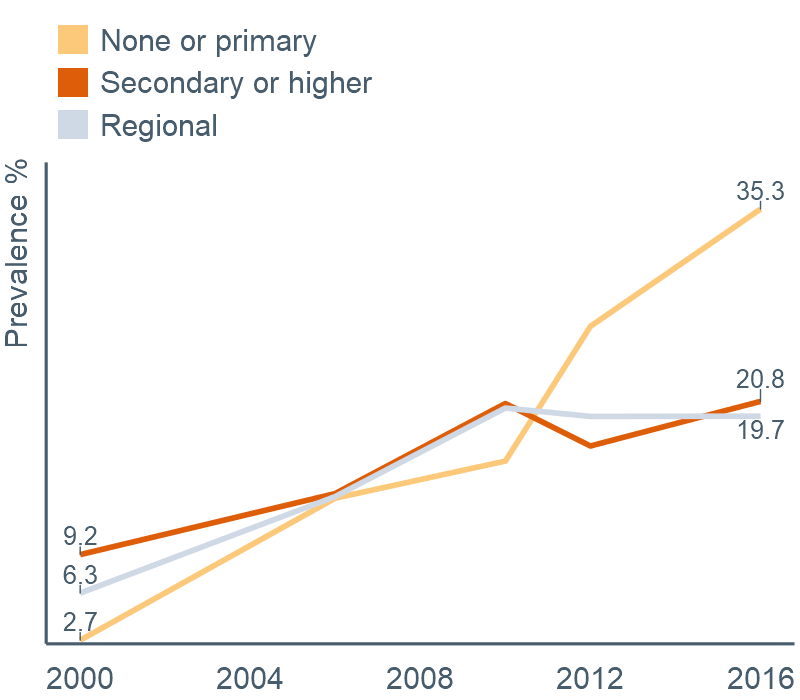 None or primary
Secondary or higher
Regional
Prevalence %
35.3
20.8
19.7
9.2
6.3
2.7
2000 2004 2008 2012 2016